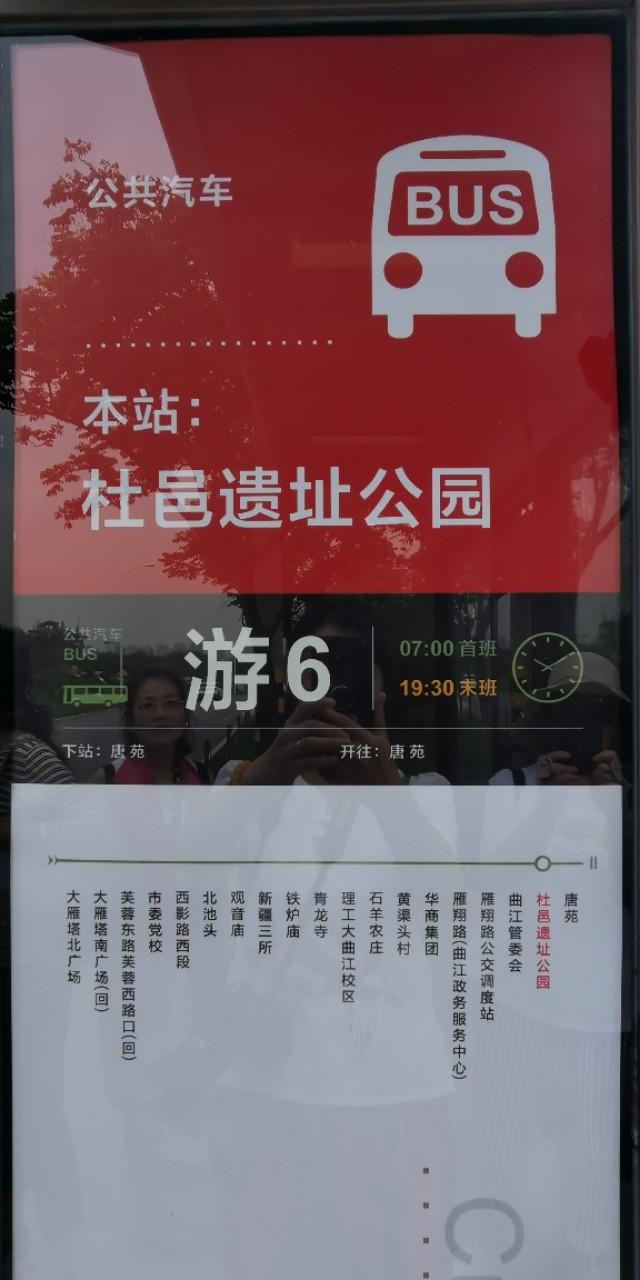 公共汽车
BUS
本站：
杜邑遗址公园
公共汽车
BUS
游6
07:00 首班
19:30 末班
下站：唐苑
开往：唐苑
大雁塔北广场
大雁塔南广场(回)
芙蓉东路芙蓉西路口(回)
市委党校
西影路西段
北池头
观音庙
新疆三所
铁炉庙
青龙寺
理工大曲江校区
石羊农庄
黄渠头村
华商集团
雁翔路(曲江政务服务中心)
雁翔路公交调度站
曲江管委会
杜邑遗址公园
唐苑
C